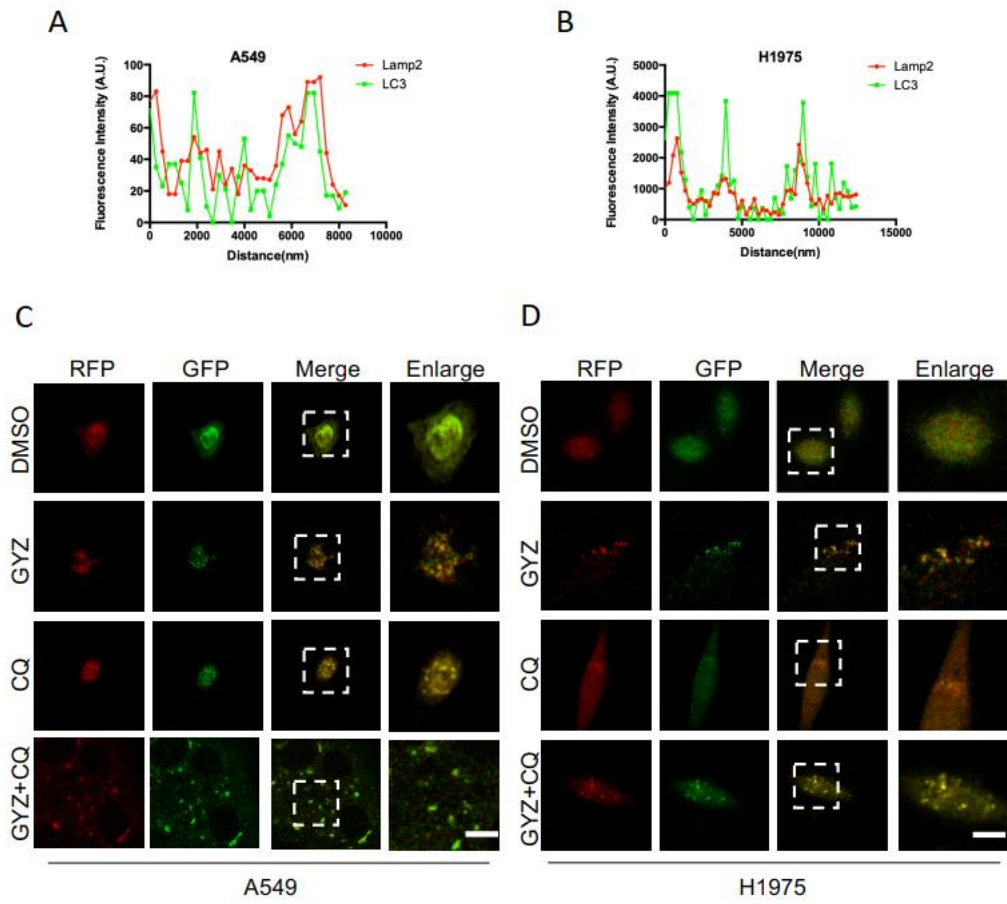 A
B
A549
H1975
Lamp2
LC3
Lamp2
LC3
Fluorescence Intensity (A.U.)
100
80
60
40
20
0
0 2000 4000 6000 8000 10000
Distance(nm)
Fluorescence Intensity (A.U.)
5000
4000
3000
2000
1000
0
0 5000 10000 15000
Distance(nm)
C
D
RFP GFP Merge Enlarge
DMSO
GYZ
CQ
GYZ+CQ
A549
RFP GFP Merge Enlarge
DMSO
GYZ
CQ
GYZ+CQ
H1975